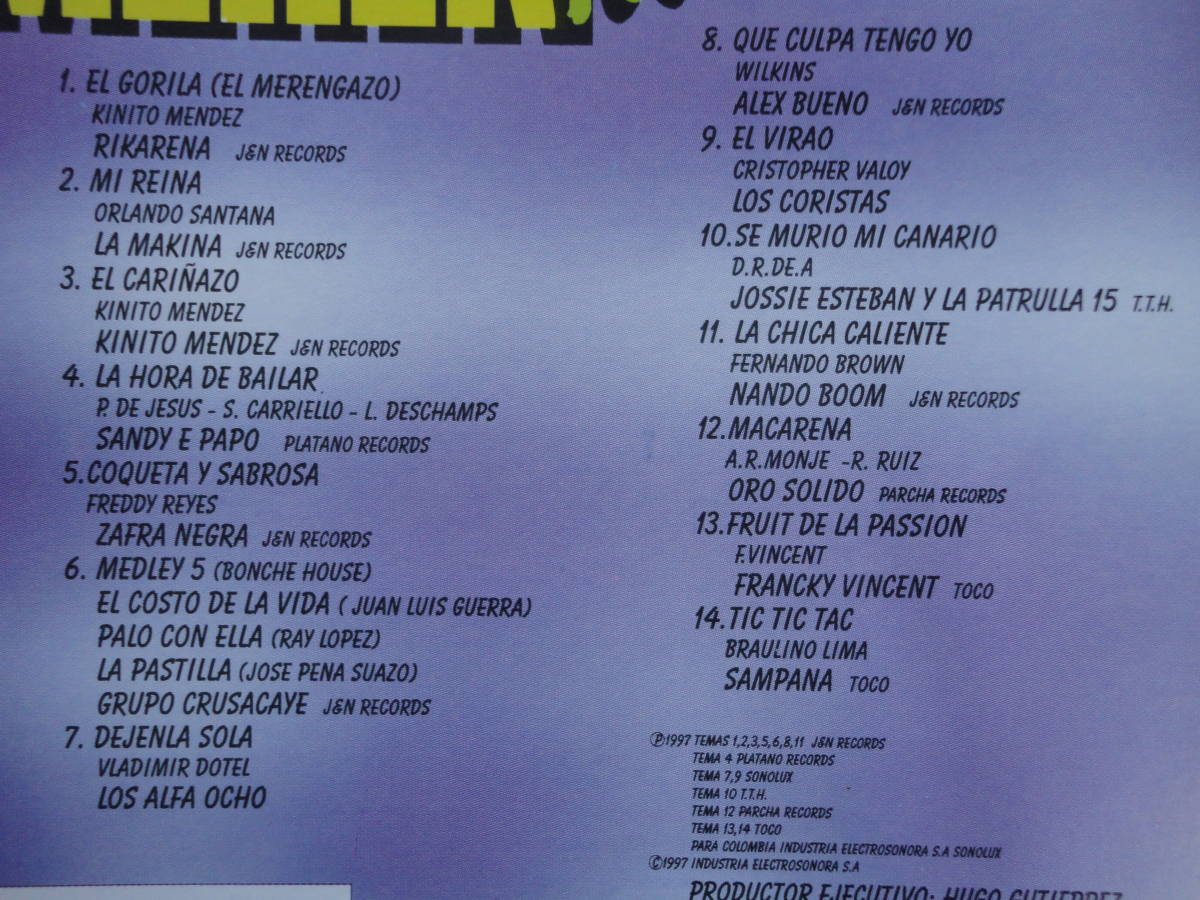 1. EL GORILA (EL MERENGAZO)
KINITO MENDEZ
RIKARENA J&N RECORDS
2. MI REINA
ORLANDO SANTANA
LA MAKINA J&N RECORDS
3. EL CARIÑAZO
KINITO MENDEZ
KINITO MENDEZ J&N RECORDS
4. LA HORA DE BAILAR
P. DE JESUS - S. CARRIELLO - L. DESCHAMPS
SANDY E PAPO PLATANO RECORDS
5.COQUETA Y SABROSA
FREDDY REYES
ZAFRA NEGRA J&N RECORDS
6. MEDLEY 5 (BONCHE HOUSE)
EL COSTO DE LA VIDA ( JUAN LUIS GUERRA)
PALO CON ELLA (RAY LOPEZ)
LA PASTILLA (JOSE PENA SUAZO)
GRUPO CRUSACAYE J&N RECORDS
7. DEJENLA SOLA
VLADIMIR DOTEL
LOS ALFA OCHO
8. QUE CULPA TENGO YO
WILKINS
ALEX BUENO J&N RECORDS
9. EL VIRAO
CRISTOPHER VALOY
LOS CORISTAS
10.SE MURIO MI CANARIO
D.R.DE.A
JOSSIE ESTEBAN Y LA PATRULLA 15 T.T.H.
11. LA CHICA CALIENTE
FERNANDO BROWN
NANDO BOOM J&N RECORDS
12.MACARENA
A.R.MONJE -R. RUIZ
ORO SOLIDO PARCHA RECORDS
13.FRUIT DE LA PASSION
F.VINCENT
FRANCKY VINCENT TOCO
14.TIC TIC TAC
BRAULINO LIMA
SAMPANA TOCO
℗1997 TEMAS 1,2,3,5,6,8,11 J&N RECORDS
TEMA 4 PLATANO RECORDS
TEMA 7,9 SONOLUX
TEMA 10 T.T.H.
TEMA 12 PARCHA RECORDS
TEMA 13,14 TOCO
PARA COLOMBIA INDUSTRIA ELECTROSONORA S.A SONOLUX
©1997 INDUSTRIA ELECTROSONORA S.A
PRODUCTOR EJECUTIVO: HUGO GUTIERREZ